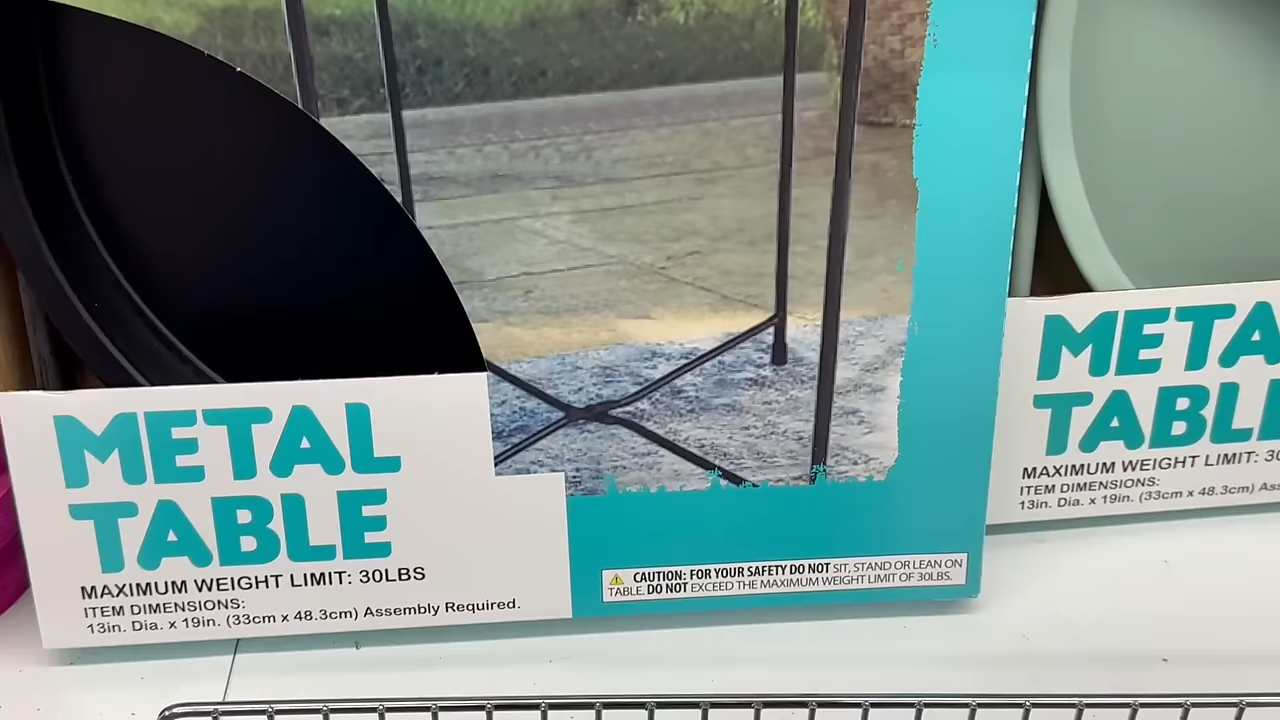 METAL
TABLE
MAXIMUM WEIGHT LIMIT: 30LBS
ITEM DIMENSIONS:
13in. Dia. x 19in. (33cm x 48.3cm) Assembly Required.
CAUTION: FOR YOUR SAFETY DO NOT SIT, STAND OR LEAN ON
TABLE. DO NOT EXCEED THE MAXIMUM WEIGHT LIMIT OF 30LBS.
META
TABL
MAXIMUM WEIGHT LIMIT: 30
ITEM DIMENSIONS:
13in. Dia. x 19in. (33cm x 48.3cm) Ass